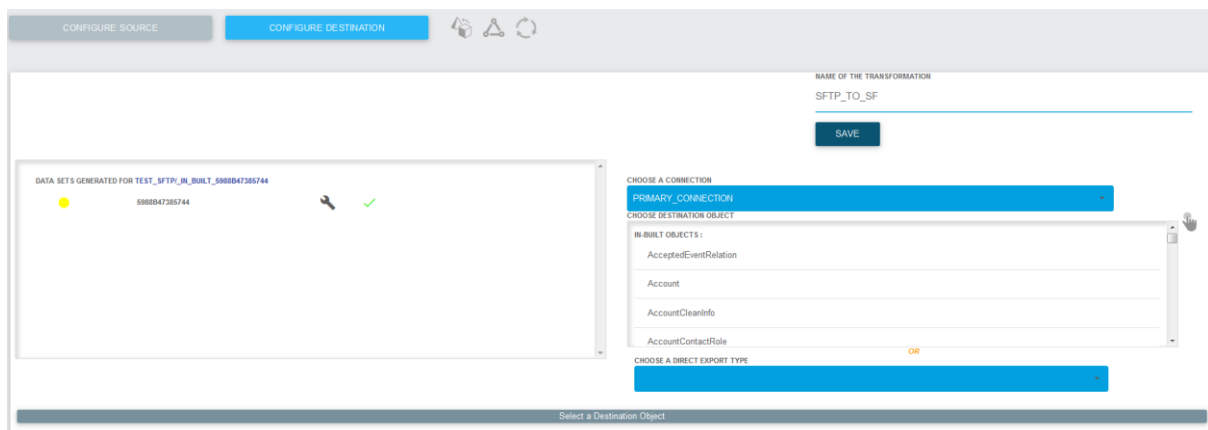 CONFIGURE SOURCE
CONFIGURE DESTINATION
NAME OF THE TRANSFORMATION
SFTP_TO_SF
SAVE
DATA SETS GENERATED FOR TEST_SFTP/_IN_BUILT_5988B47385744
5988B47385744
CHOOSE A CONNECTION
PRIMARY_CONNECTION
CHOOSE DESTINATION OBJECT
IN-BUILT OBJECTS :
AcceptedEventRelation
Account
AccountCleanInfo
AccountContactRole
OR
CHOOSE A DIRECT EXPORT TYPE
Select a Destination Object